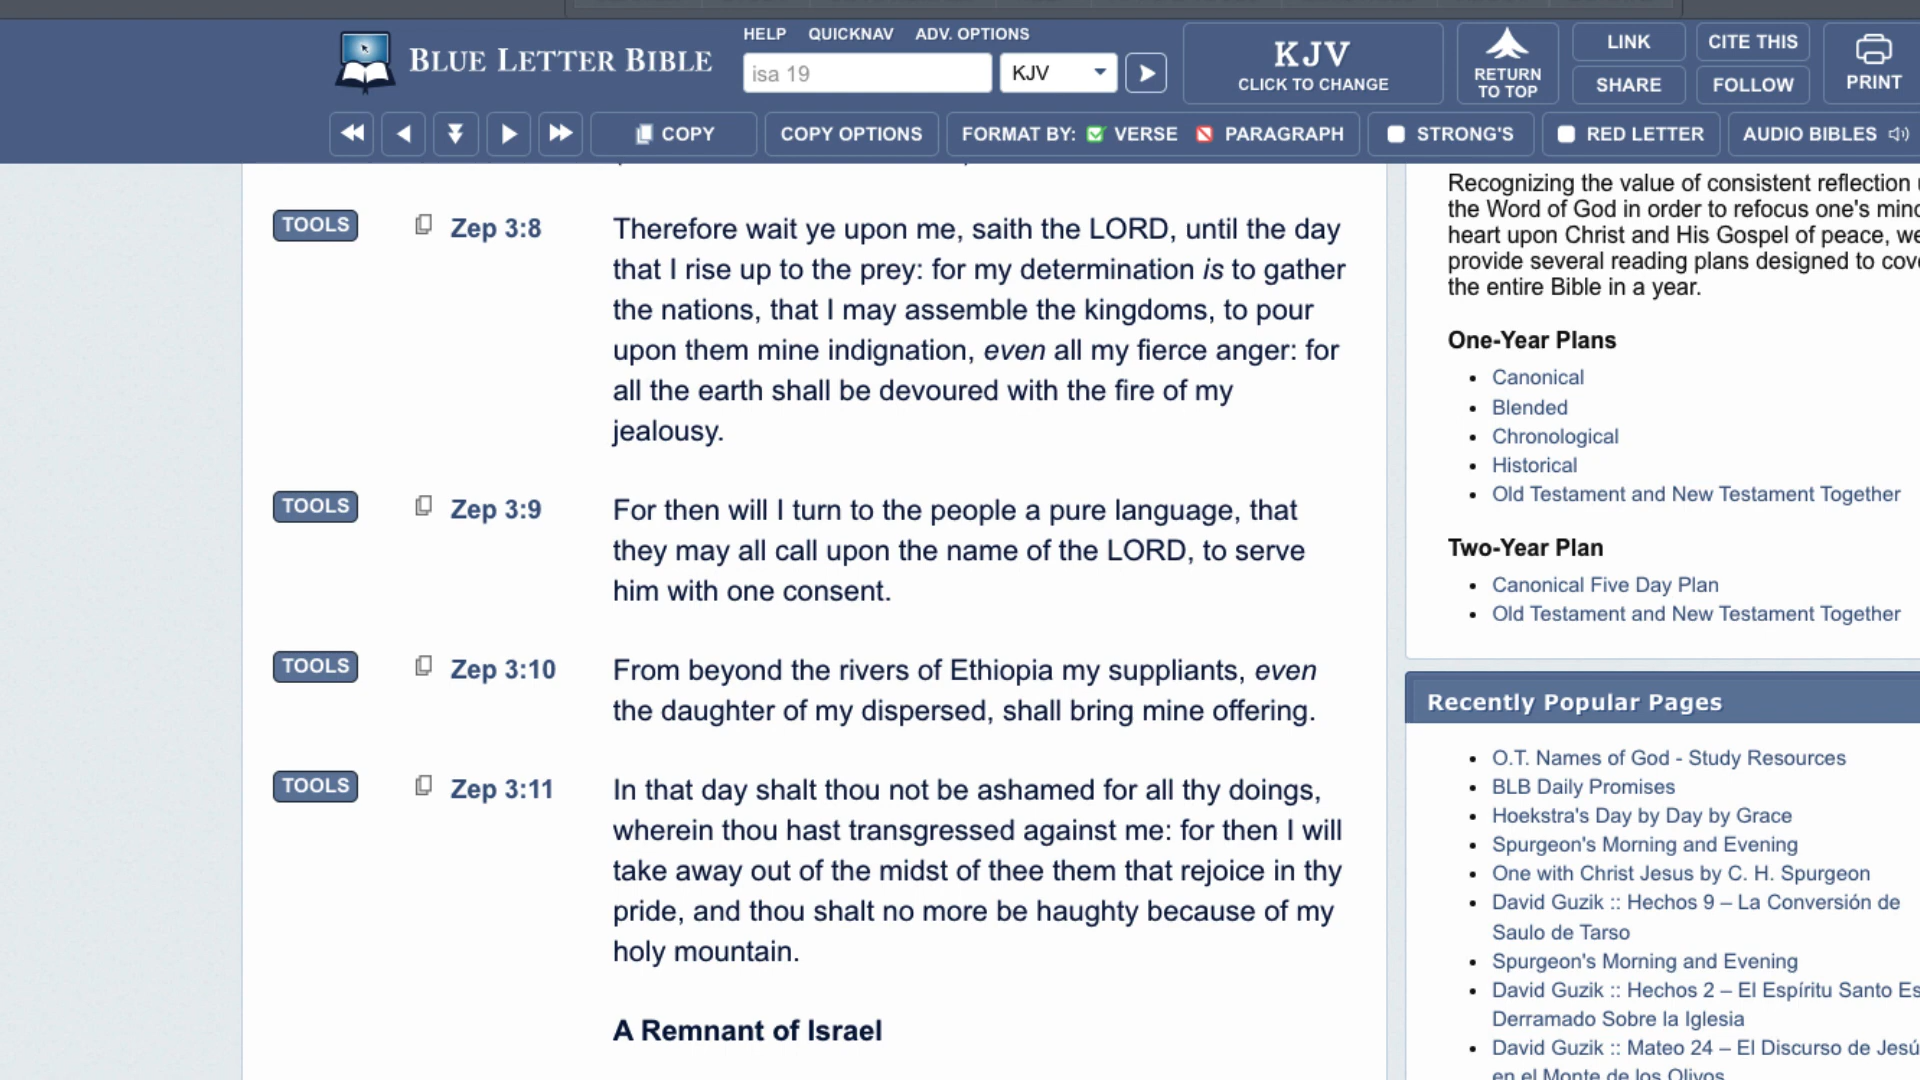 HELP QUICKNAV ADV. OPTIONS
BLUE LETTER BIBLE
isa 19
KJV
KJV
CLICK TO CHANGE
RETURN
TO TOP
LINK
CITE THIS
SHARE
FOLLOW
PRINT
COPY
COPY OPTIONS
FORMAT BY: VERSE PARAGRAPH
STRONG'S
RED LETTER
AUDIO BIBLES
TOOLS
Zep 3:8
Therefore wait ye upon me, saith the LORD, until the day
that I rise up to the prey: for my determination is to gather
the nations, that I may assemble the kingdoms, to pour
upon them mine indignation, even all my fierce anger: for
all the earth shall be devoured with the fire of my
jealousy.
TOOLS
Zep 3:9
For then will I turn to the people a pure language, that
they may all call upon the name of the LORD, to serve
him with one consent.
TOOLS
Zep 3:10
From beyond the rivers of Ethiopia my suppliants, even
the daughter of my dispersed, shall bring mine offering.
TOOLS
Zep 3:11
In that day shalt thou not be ashamed for all thy doings,
wherein thou hast transgressed against me: for then I will
take away out of the midst of thee them that rejoice in thy
pride, and thou shalt no more be haughty because of my
holy mountain.
A Remnant of Israel
Recognizing the value of consistent reflection
the Word of God in order to refocus one's
heart upon Christ and His Gospel of peace,
provide several reading plans designed to
the entire Bible in a year.
One-Year Plans
Canonical
Blended
Chronological
Historical
Old Testament and New Testament Together
Two-Year Plan
Canonical Five Day Plan
Old Testament and New Testament Together
Recently Popular Pages
O.T. Names of God - Study Resources
BLB Daily Promises
Hoekstra's Day by Day by Grace
Spurgeon's Morning and Evening
One with Christ Jesus by C. H. Spurgeon
David Guzik :: Hechos 9 – La Conversión de
Saulo de Tarso
Spurgeon's Morning and Evening
David Guzik :: Hechos 2 – El Espíritu Santo
Derramado Sobre la Iglesia
David Guzik :: Mateo 24 – El Discurso de
en el Monte de los Olivos